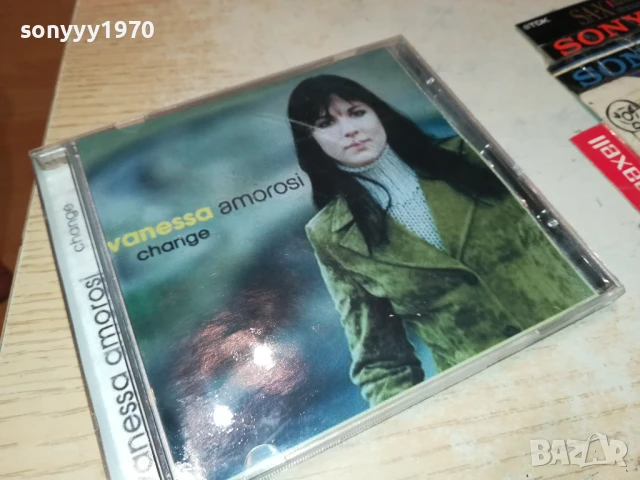 sonyyy1970
TDK
SONY
SONY
maxell
vanessa amorosi
change
vanessa amorosi change
BAZAR